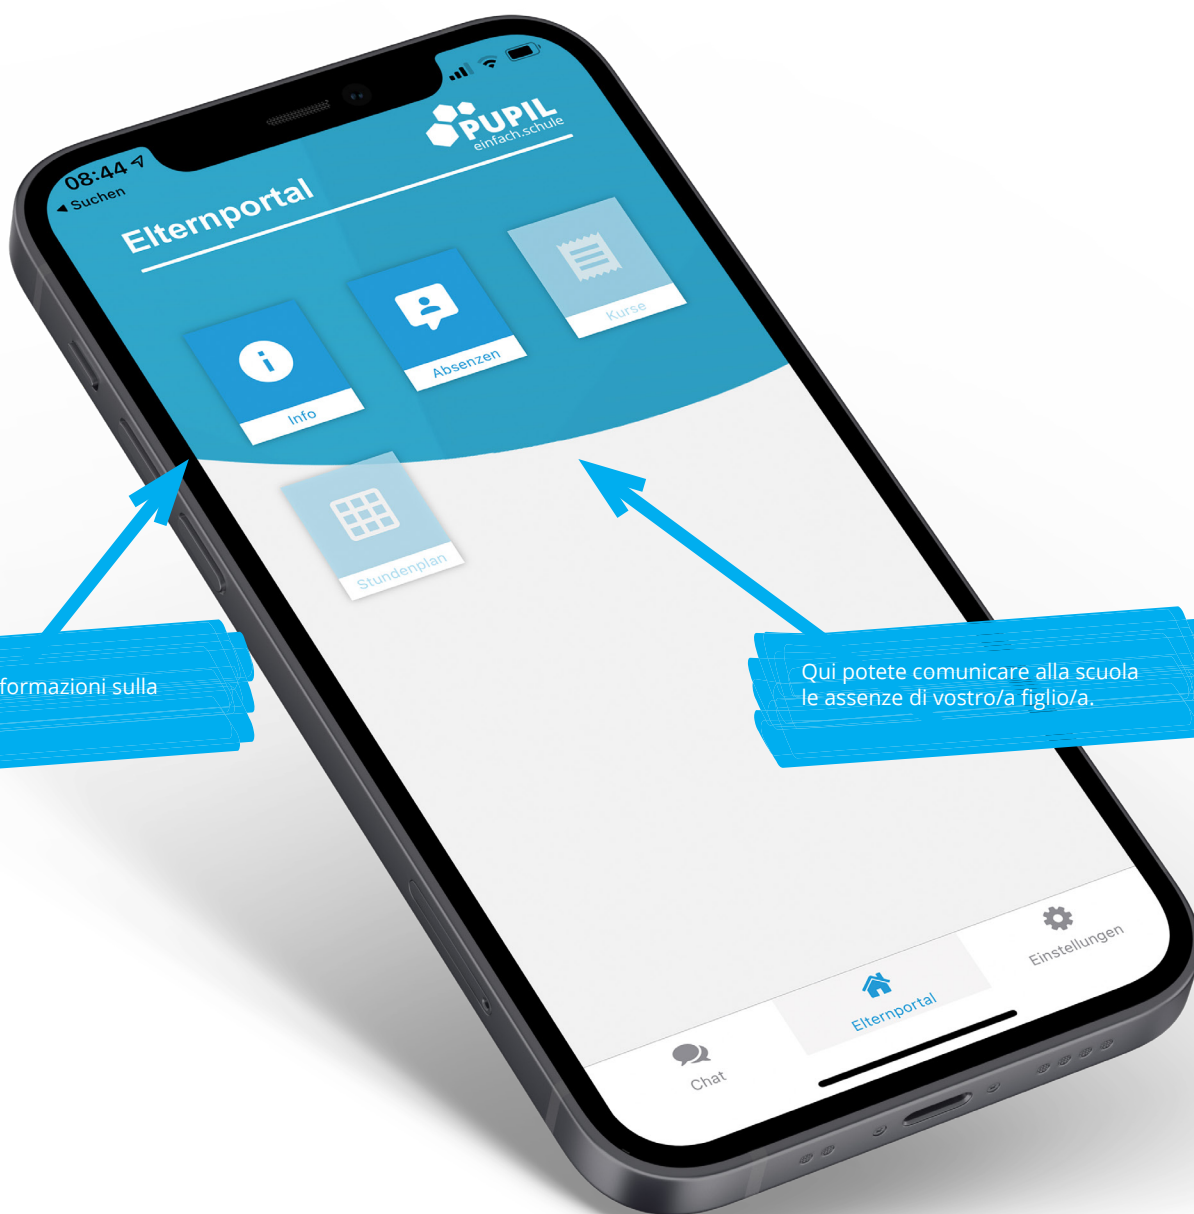 08:44
Suchen
PUPIL
einfach.schule
Elternportal
Info
Absenzen
Kurse
Stundenplan
formazioni sulla
Qui potete comunicare alla scuola
le assenze di vostro/a figlio/a.
Chat
Elternportal
Einstellungen